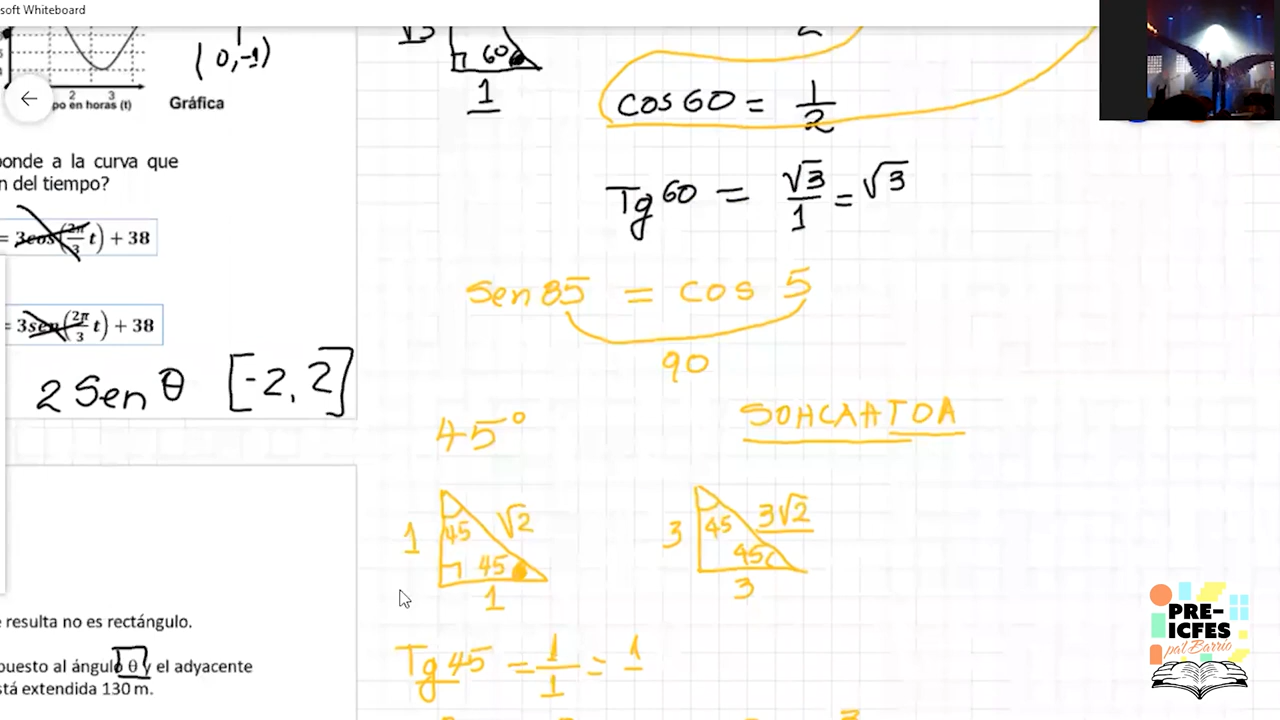 soft Whiteboard
(0,-1)
2 3
po en horas (t) Gráfica
ponde a la curva que
n del tiempo?
= 3cos(2π/3 t) + 38
= 3sen(2π/3 t) + 38
2 Sen θ [-2, 2]
e resulta no es rectángulo.
puesto al ángulo θ y el adyacente
stá extendida 130 m.
√3 60
1
cos 60 = 1/2
Tg 60 = √3/1 = √3
Sen 85 = cos 5
90
45° SOHCAHTOA
1 45 √2 45 1
3 45 3√2 45 3
Tg 45 = 1/1 = 1
PRE-
ICFES
pal Barrio